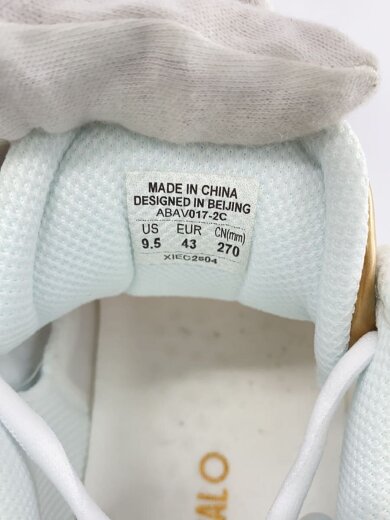 MADE IN CHINA
DESIGNED IN BEIJING
ABAV017-2C
US EUR CN(mm)
9.5 43 270
XIEC2804
ALO